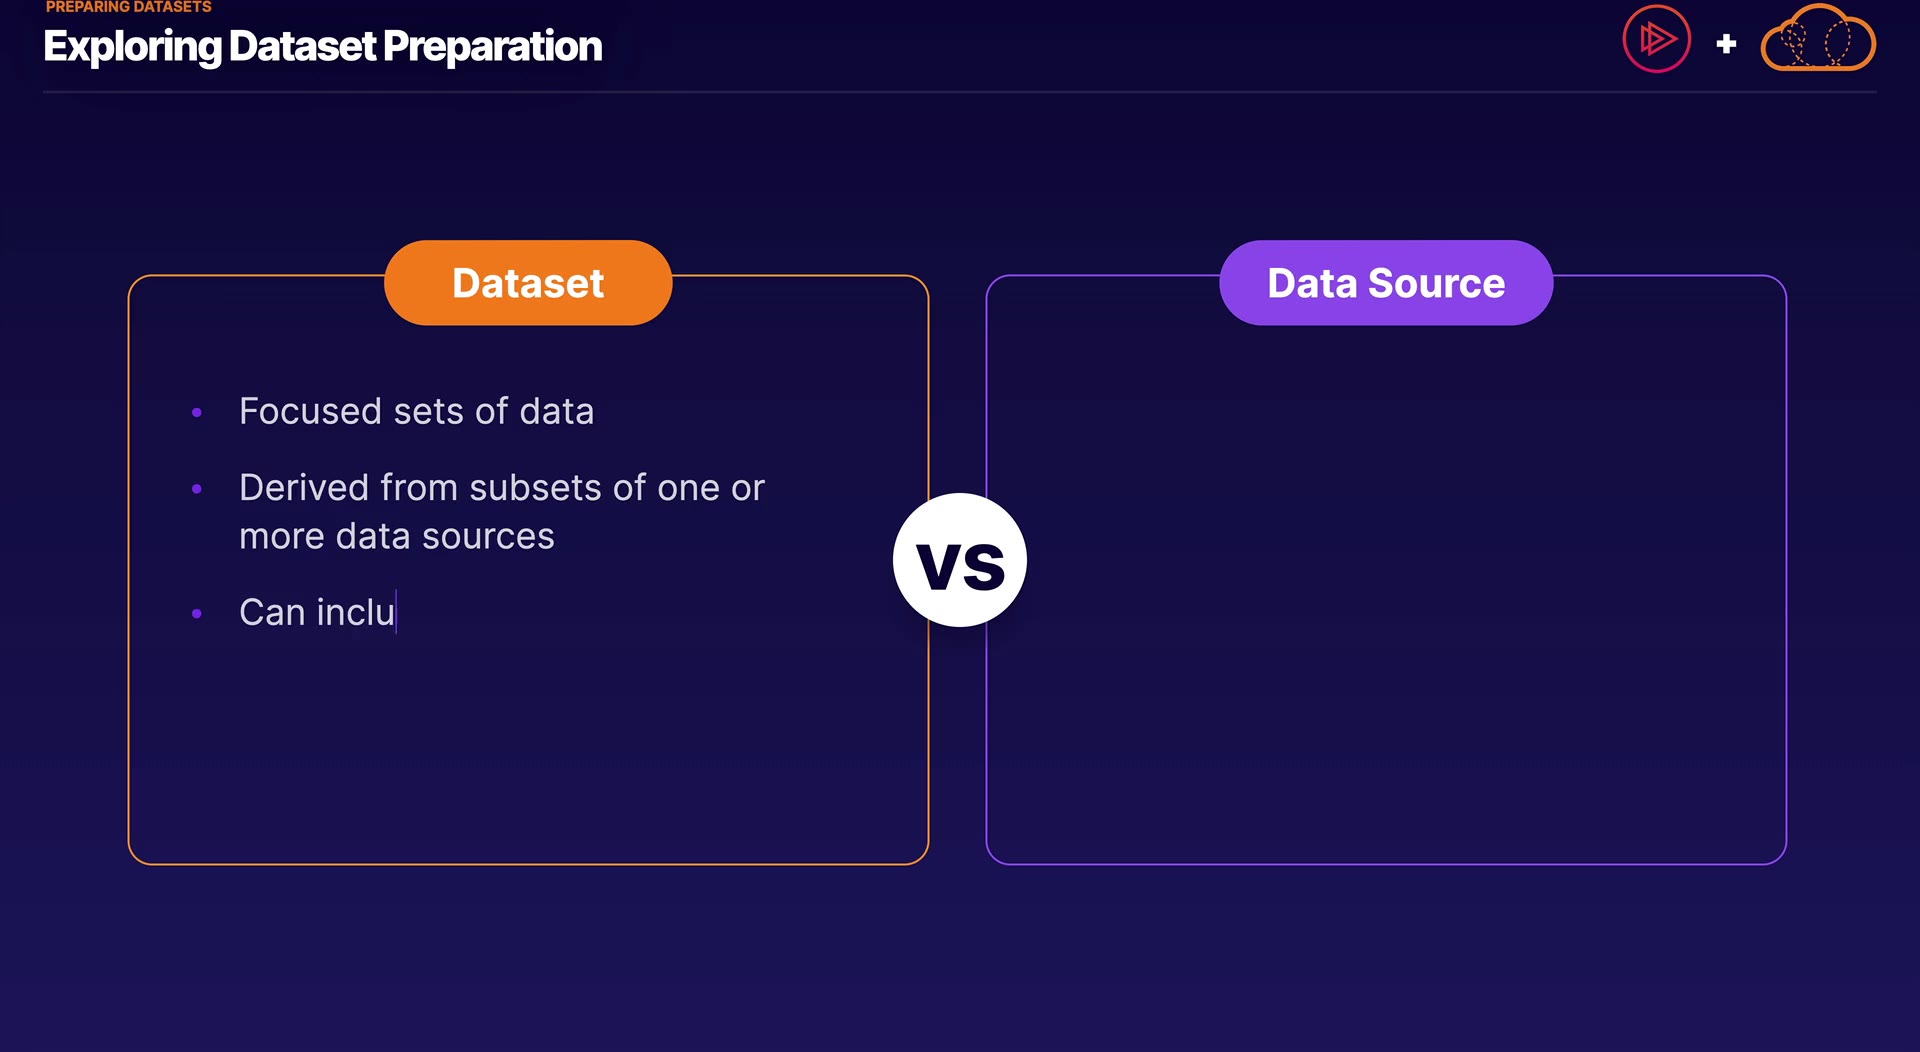 PREPARING DATASETS
Exploring Dataset Preparation
+
Dataset
• Focused sets of data
• Derived from subsets of one or
more data sources
• Can inclu
vs
Data Source